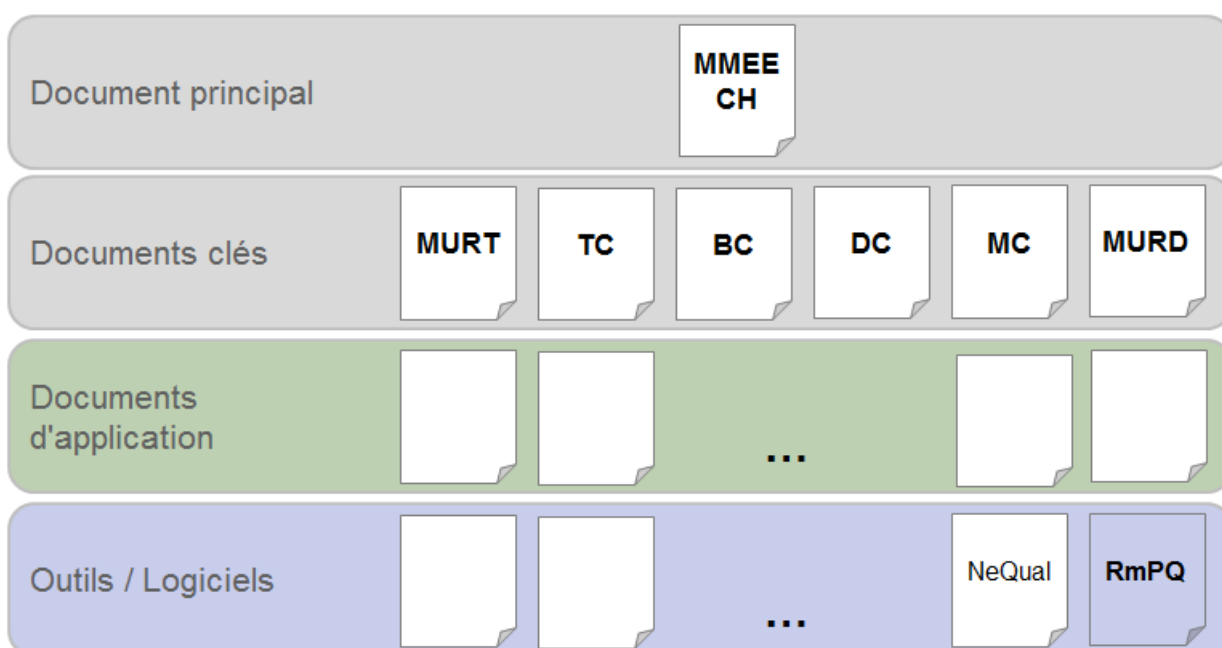 Document principal
MMEE
CH
Documents clés
MURT
TC
BC
DC
MC
MURD
Documents
d'application
...
Outils / Logiciels
...
NeQual
RmPQ